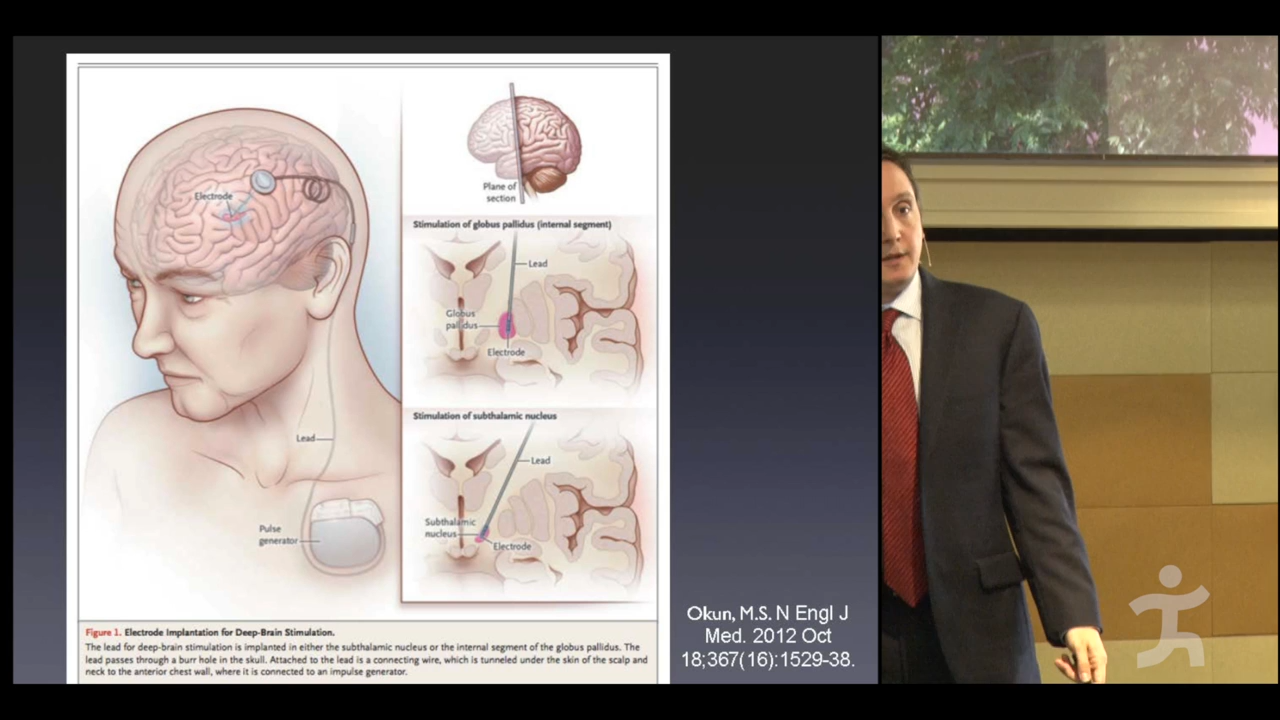 Electrode
Lead
Pulse
generator
Plane of
section
Stimulation of globus pallidus (internal segment)
Lead
Globus
pallidus
Electrode
Stimulation of subthalamic nucleus
Lead
Subthalamic
nucleus
Electrode
Figure 1. Electrode Implantation for Deep-Brain Stimulation.
The lead for deep-brain stimulation is implanted in either the subthalamic nucleus or the internal segment of the globus pallidus. The
lead passes through a burr hole in the skull. Attached to the lead is a connecting wire, which is tunneled under the skin of the scalp and
neck to the anterior chest wall, where it is connected to an impulse generator.
Okun, M.S. N Engl J
Med. 2012 Oct
18;367(16):1529-38.